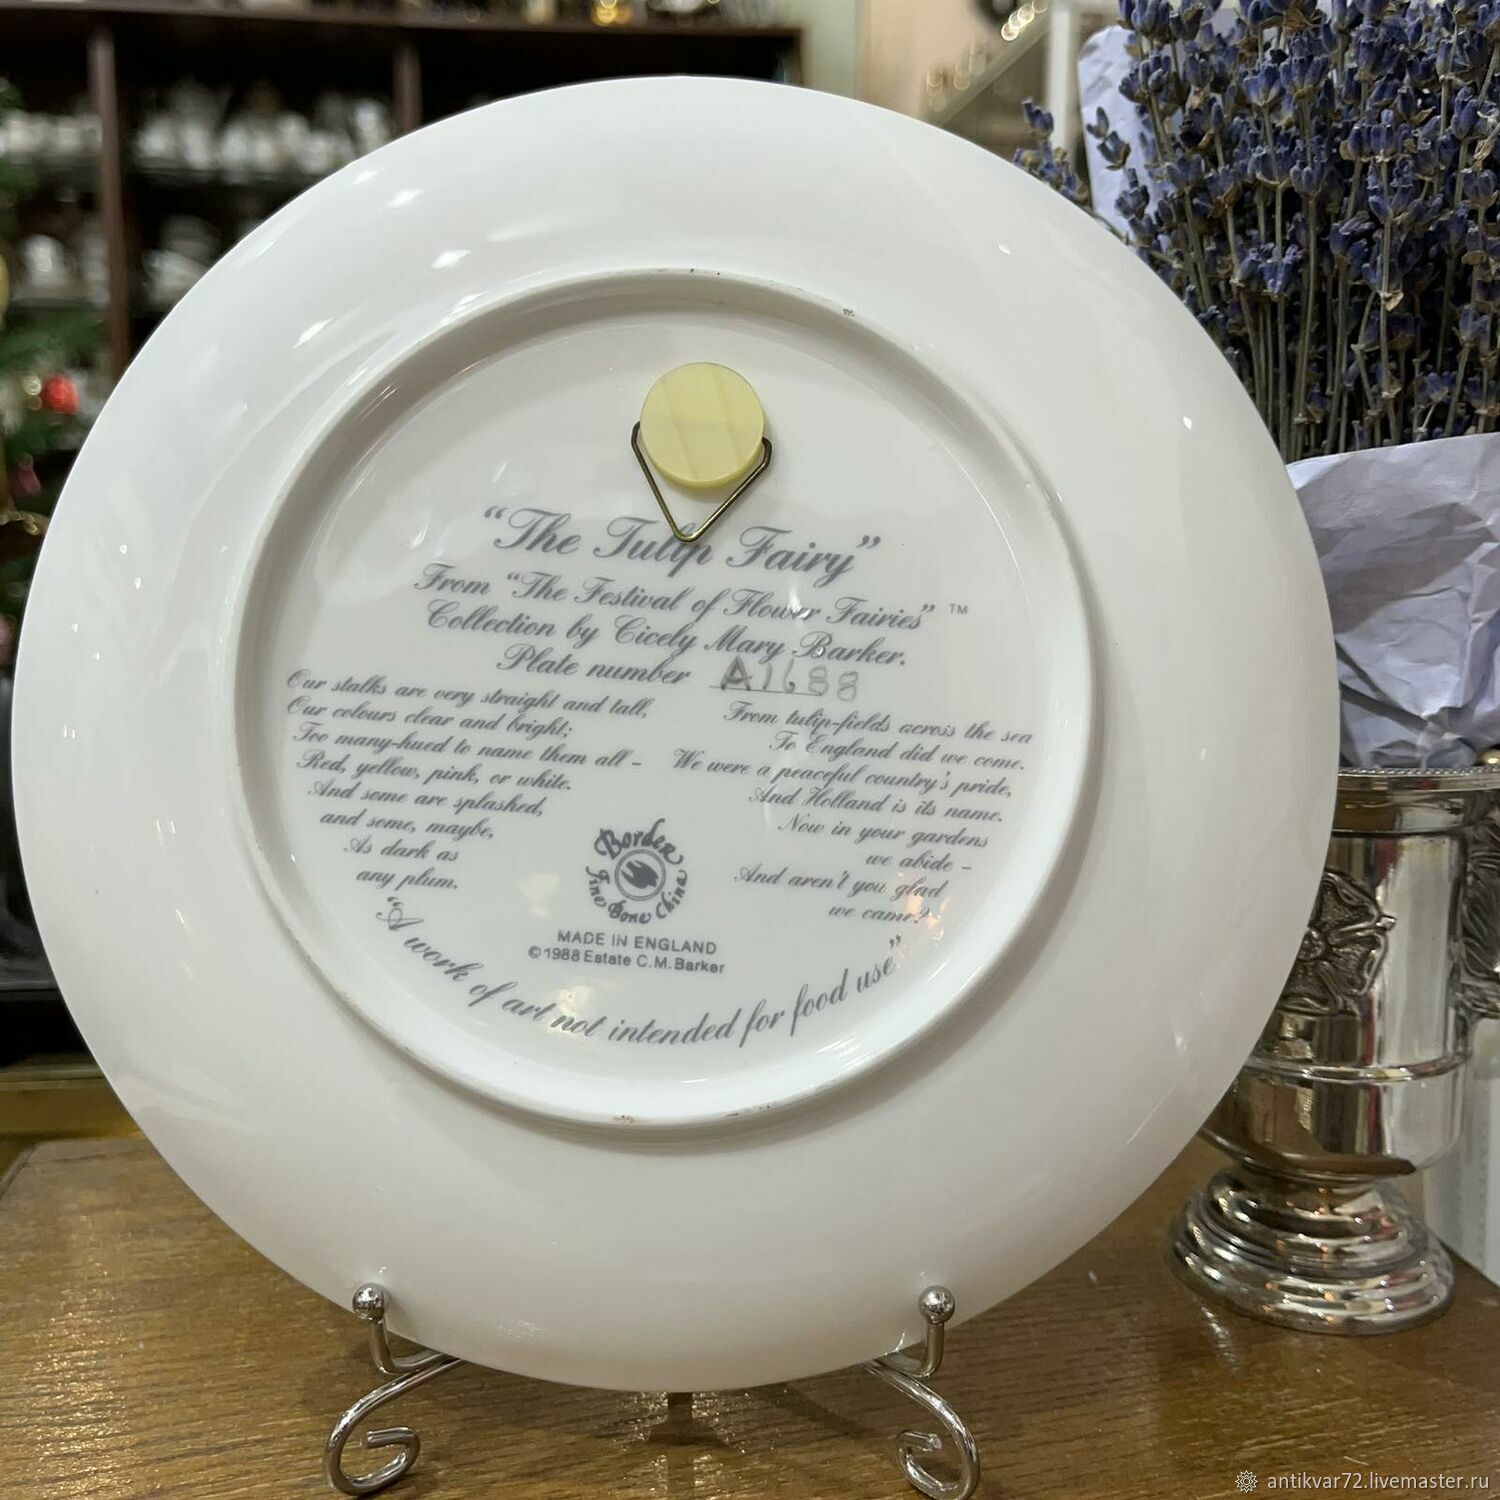 “The Tulip Fairy”
From “The Festival of Flower Fairies” ™
Collection by Cicely Mary Barker.
Plate number A1688
Our stalks are very straight and tall,
Our colours clear and bright;
Too many-hued to name them all –
Red, yellow, pink, or white.
And some are splashed,
and some, maybe,
As dark as
any plum.
From tulip-fields across the sea
To England did we come.
We were a peaceful country's pride,
And Holland is its name.
Now in your gardens
we abide –
And aren't you glad
we came?
Borden
Fine Bone China
MADE IN ENGLAND
©1988 Estate C.M. Barker
“A work of art not intended for food use”
antikvar72.livemaster.ru